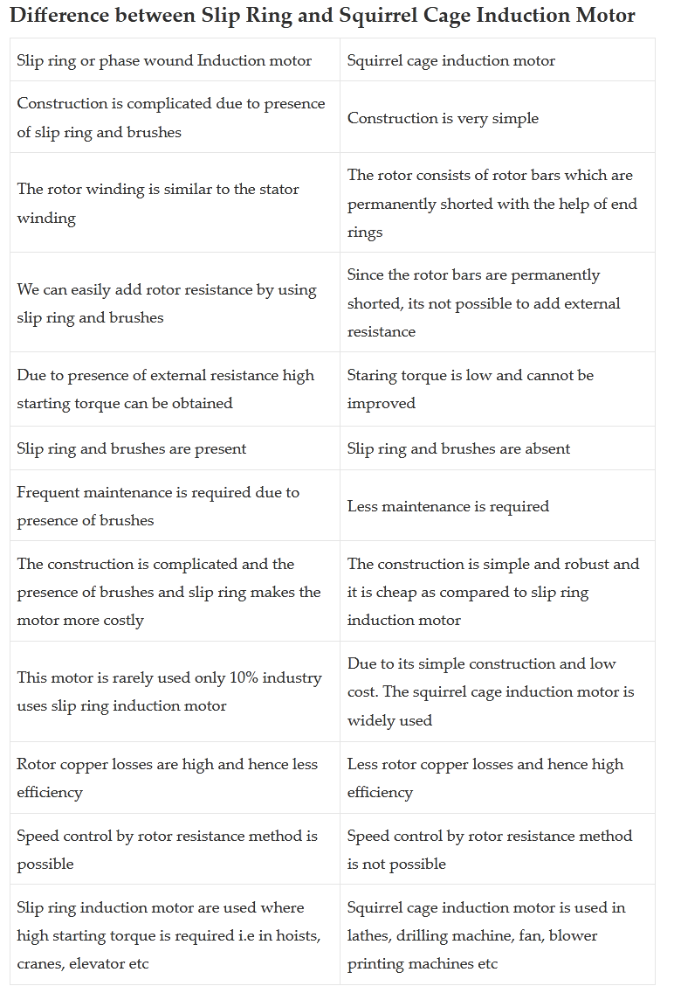 Difference between Slip Ring and Squirrel Cage Induction Motor
Slip ring or phase wound Induction motor
Squirrel cage induction motor
Construction is complicated due to presence
of slip ring and brushes
Construction is very simple
The rotor winding is similar to the stator
winding
The rotor consists of rotor bars which are
permanently shorted with the help of end
rings
We can easily add rotor resistance by using
slip ring and brushes
Since the rotor bars are permanently
shorted, its not possible to add external
resistance
Due to presence of external resistance high
starting torque can be obtained
Staring torque is low and cannot be
improved
Slip ring and brushes are present
Slip ring and brushes are absent
Frequent maintenance is required due to
presence of brushes
Less maintenance is required
The construction is complicated and the
presence of brushes and slip ring makes the
motor more costly
The construction is simple and robust and
it is cheap as compared to slip ring
induction motor
This motor is rarely used only 10% industry
uses slip ring induction motor
Due to its simple construction and low
cost. The squirrel cage induction motor is
widely used
Rotor copper losses are high and hence less
efficiency
Less rotor copper losses and hence high
efficiency
Speed control by rotor resistance method is
possible
Speed control by rotor resistance method
is not possible
Slip ring induction motor are used where
high starting torque is required i.e in hoists,
cranes, elevator etc
Squirrel cage induction motor is used in
lathes, drilling machine, fan, blower
printing machines etc